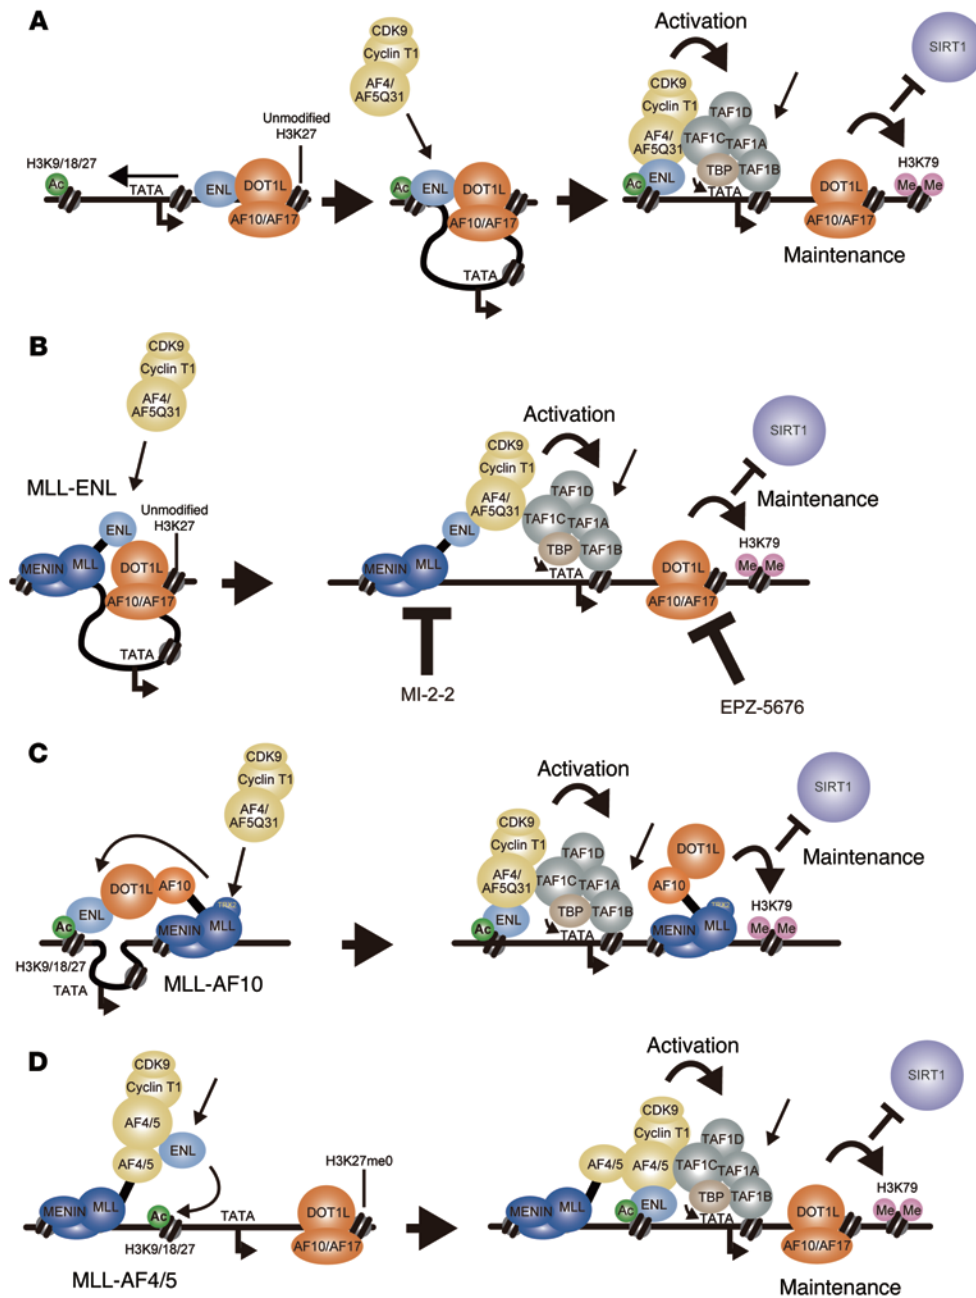 A
CDK9
Cyclin T1
AF4/
AF5Q31
Unmodified
H3K27
H3K9/18/27
Ac
TATA
ENL
DOT1L
AF10/AF17
Ac
ENL
DOT1L
AF10/AF17
TATA
Activation
CDK9
Cyclin T1
AF4/
AF5Q31
TAF1D
TAF1C
TAF1A
TBP
TAF1B
Ac
ENL
TATA
DOT1L
AF10/AF17
Maintenance
SIRT1
H3K79
Me
Me
B
CDK9
Cyclin T1
AF4/
AF5Q31
MLL-ENL
Unmodified
H3K27
ENL
MENIN
MLL
DOT1L
AF10/AF17
TATA
Activation
CDK9
Cyclin T1
AF4/
AF5Q31
ENL
MENIN
MLL
TAF1D
TAF1C
TAF1A
TBP
TAF1B
TATA
DOT1L
AF10/AF17
SIRT1
Maintenance
H3K79
Me
Me
MI-2-2
EPZ-5676
C
CDK9
Cyclin T1
AF4/
AF5Q31
DOT1L
AF10
ENL
Ac
MENIN
MLL
H3K9/18/27
TATA
MLL-AF10
Activation
CDK9
Cyclin T1
AF4/
AF5Q31
TAF1D
TAF1C
TAF1A
TBP
TAF1B
Ac
ENL
TATA
DOT1L
AF10
MENIN
MLL
SIRT1
Maintenance
H3K79
Me
Me
D
CDK9
Cyclin T1
AF4/5
AF4/5
ENL
MENIN
MLL
Ac
H3K9/18/27
TATA
H3K27me0
DOT1L
AF10/AF17
MLL-AF4/5
Activation
CDK9
Cyclin T1
AF4/5
AF4/5
TAF1D
TAF1C
TAF1A
TBP
TAF1B
MENIN
MLL
Ac
ENL
TATA
DOT1L
AF10/AF17
Maintenance
SIRT1
H3K79
Me
Me